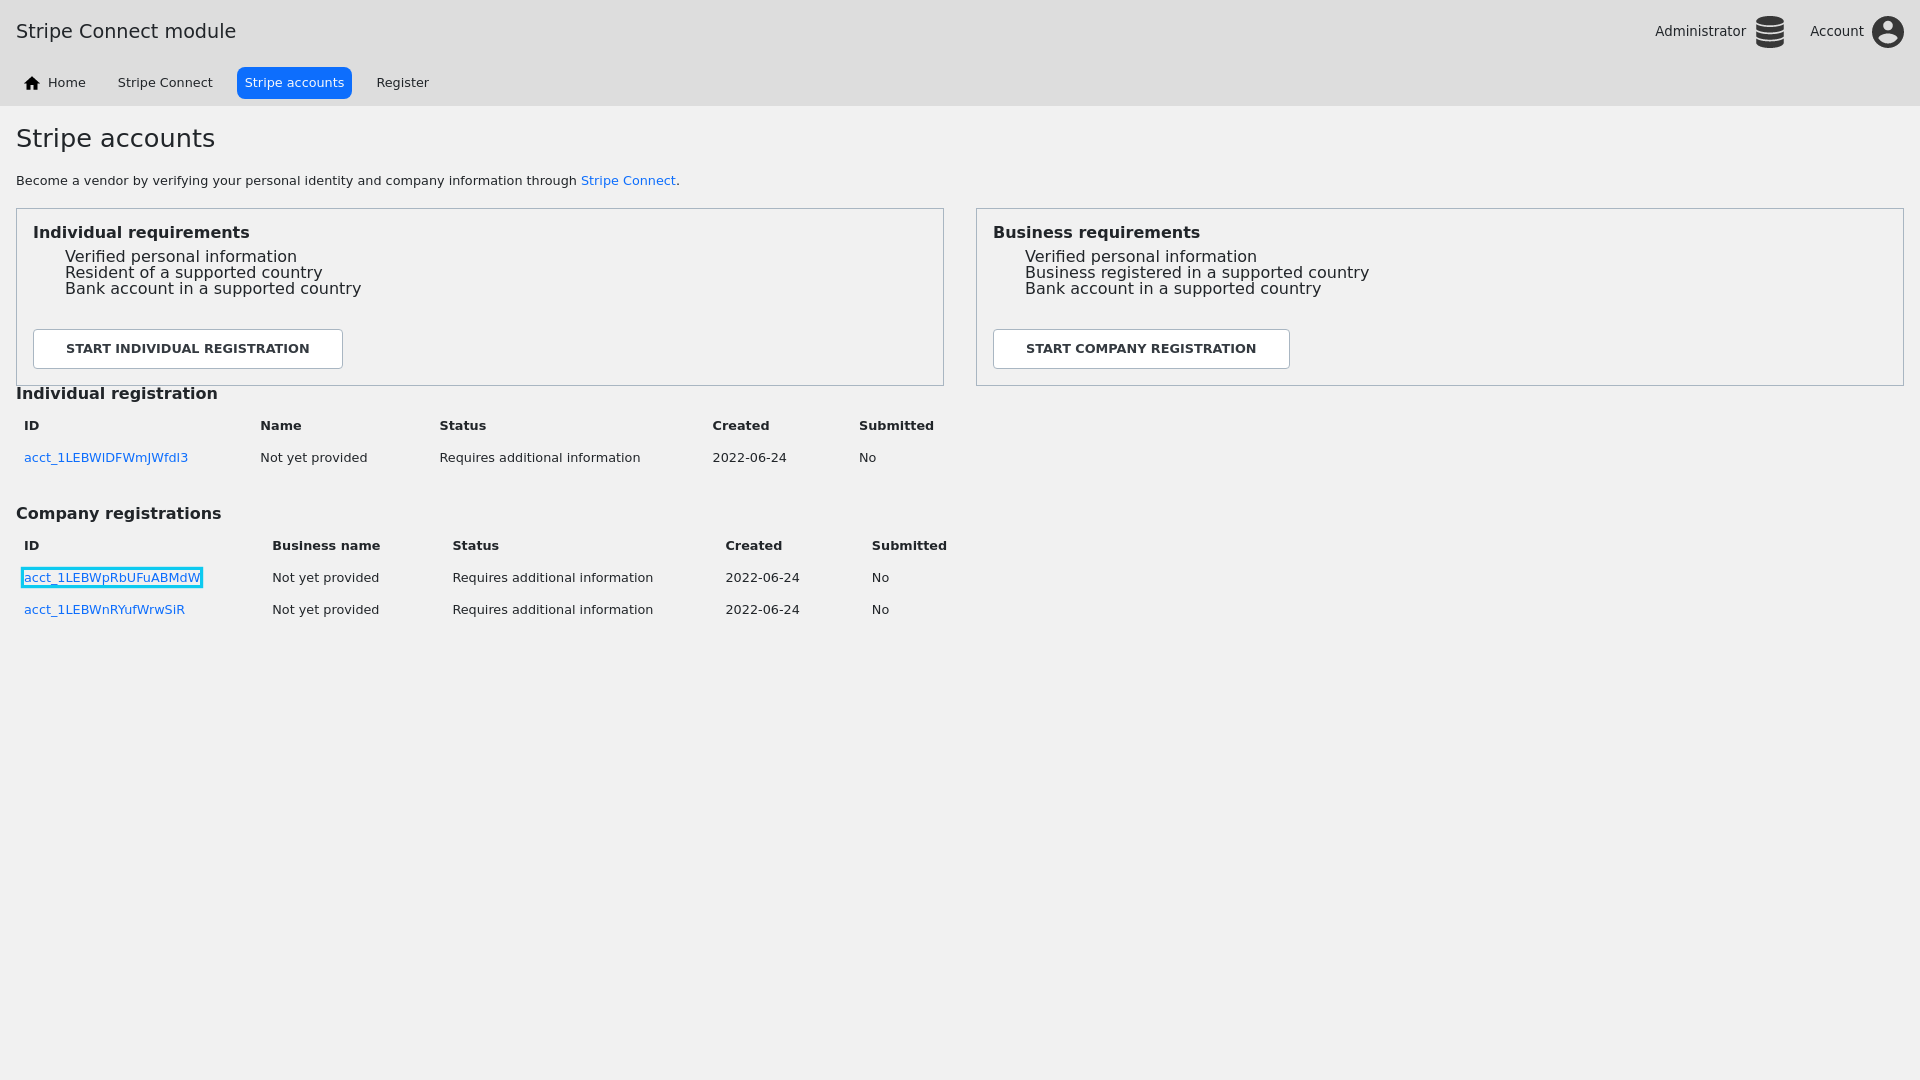 Stripe Connect module
Administrator
Account
Home
Stripe Connect
Stripe accounts
Register
Stripe accounts
Become a vendor by verifying your personal identity and company information through Stripe Connect.
Individual requirements
Verified personal information
Resident of a supported country
Bank account in a supported country
START INDIVIDUAL REGISTRATION
Business requirements
Verified personal information
Business registered in a supported country
Bank account in a supported country
START COMPANY REGISTRATION
Individual registration
ID Name Status Created Submitted
acct_1LEBWlDFWmJWfdl3 Not yet provided Requires additional information 2022-06-24 No
Company registrations
ID Business name Status Created Submitted
acct_1LEBWpRbUFuABMdW Not yet provided Requires additional information 2022-06-24 No
acct_1LEBWnRYufWrwSiR Not yet provided Requires additional information 2022-06-24 No